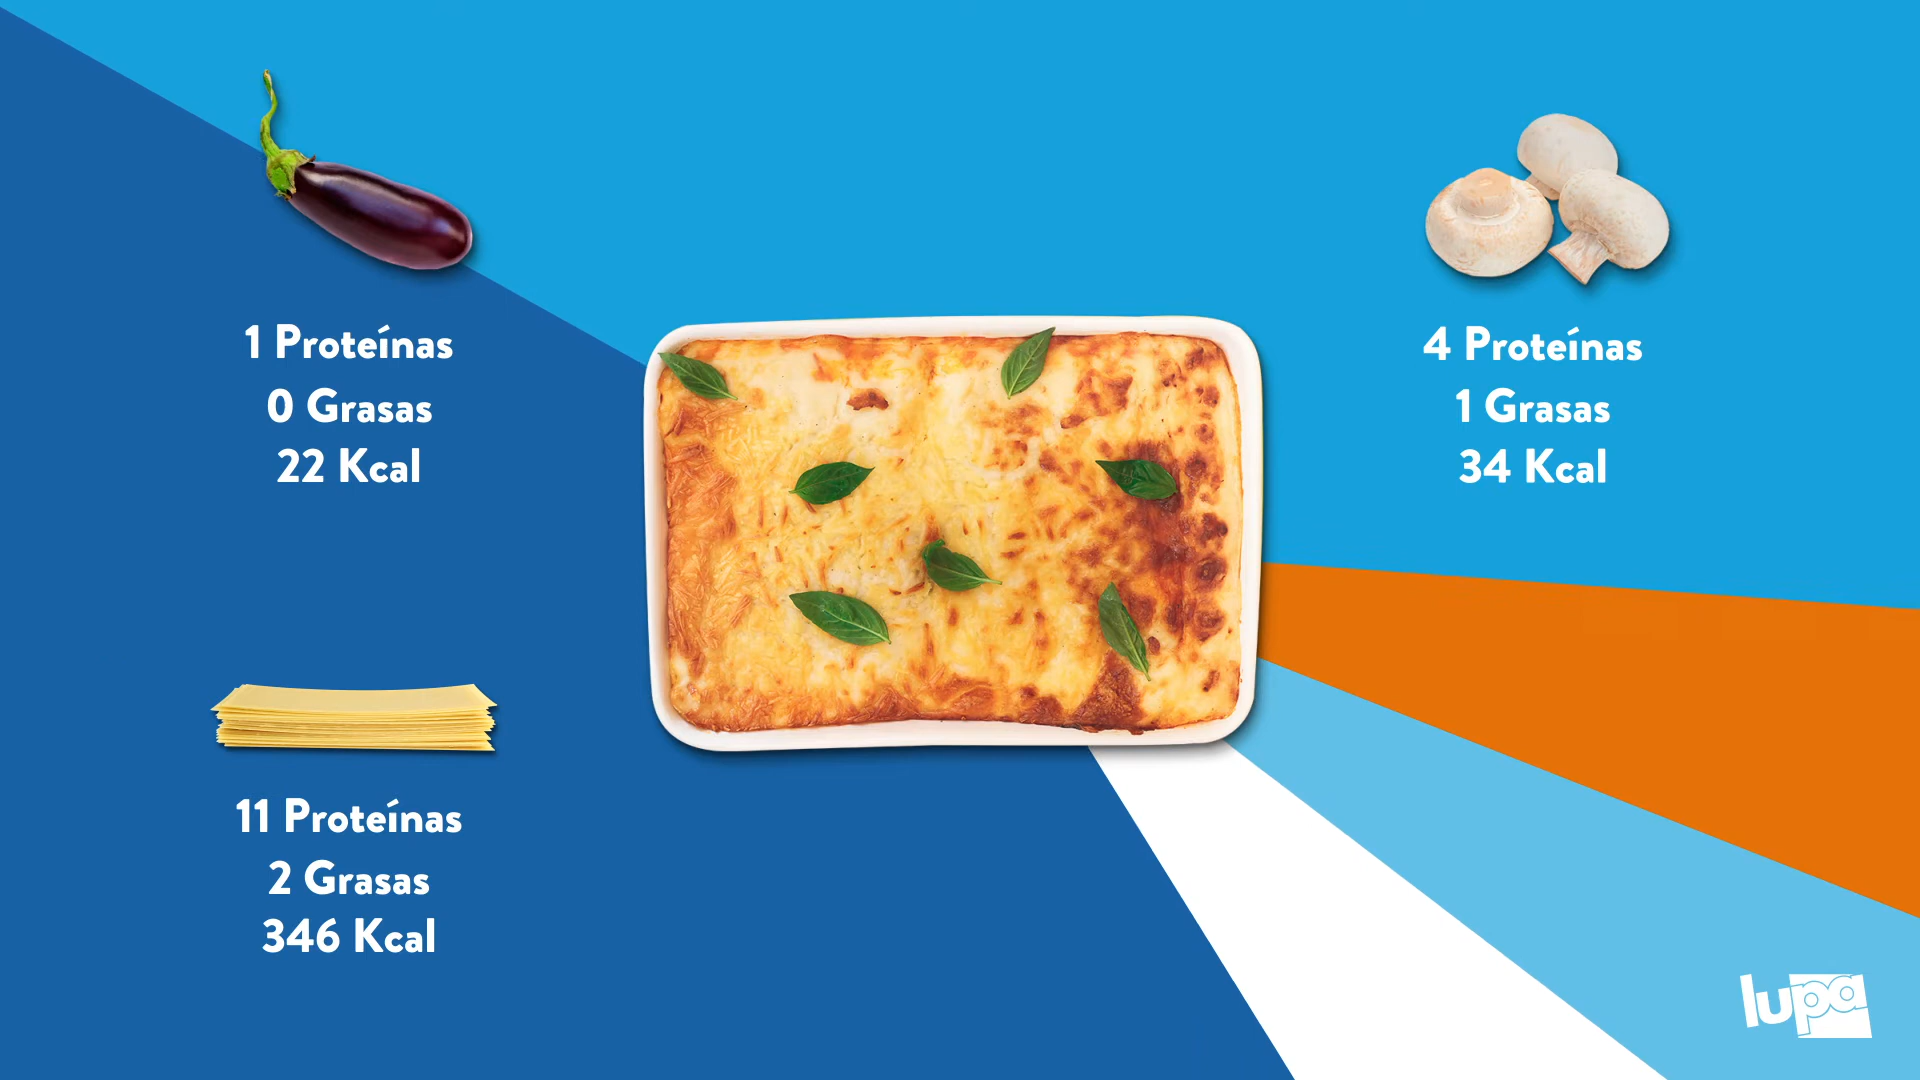 1 Proteínas
0 Grasas
22 Kcal
4 Proteínas
1 Grasas
34 Kcal
11 Proteínas
2 Grasas
346 Kcal
lupa